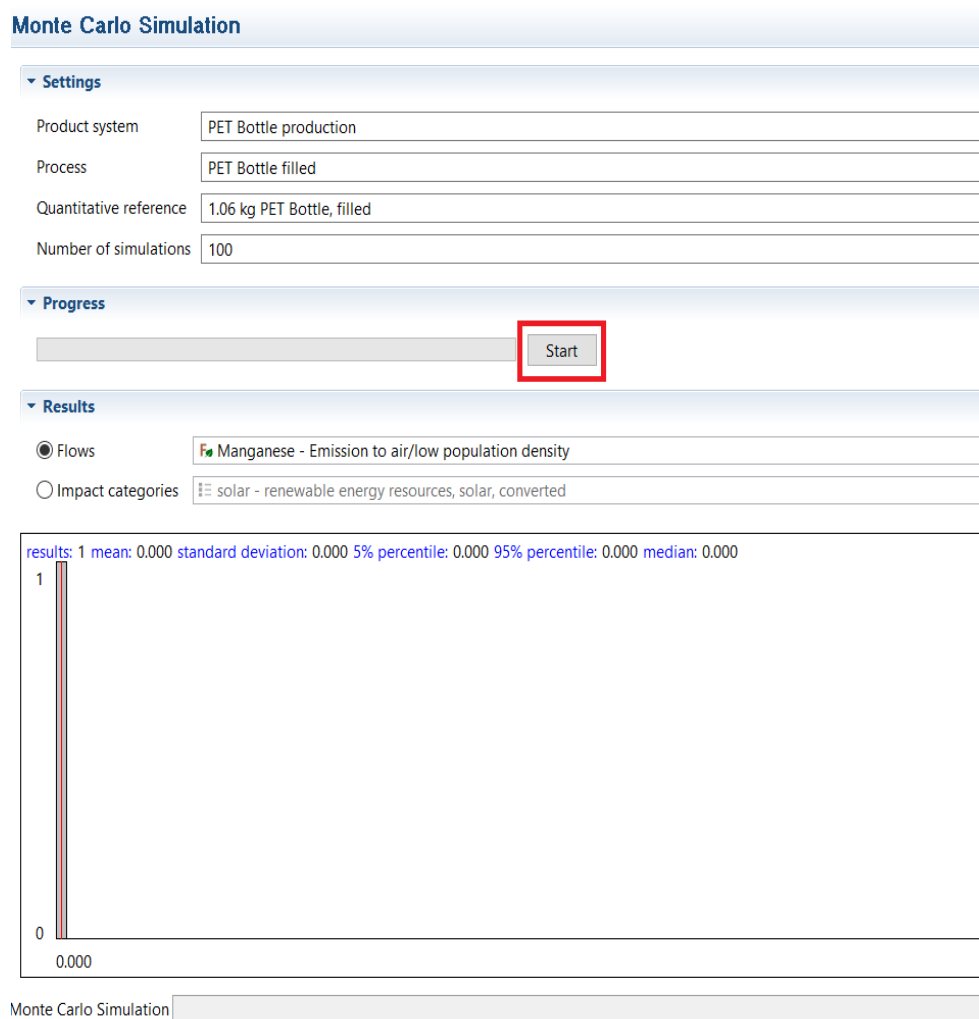 Monte Carlo Simulation
Settings
Product system PET Bottle production
Process PET Bottle filled
Quantitative reference 1.06 kg PET Bottle, filled
Number of simulations 100
Progress
Start
Results
Flows Manganese - Emission to air/low population density
Impact categories solar - renewable energy resources, solar, converted
results: 1 mean: 0.000 standard deviation: 0.000 5% percentile: 0.000 95% percentile: 0.000 median: 0.000
1
0
0.000
Monte Carlo Simulation